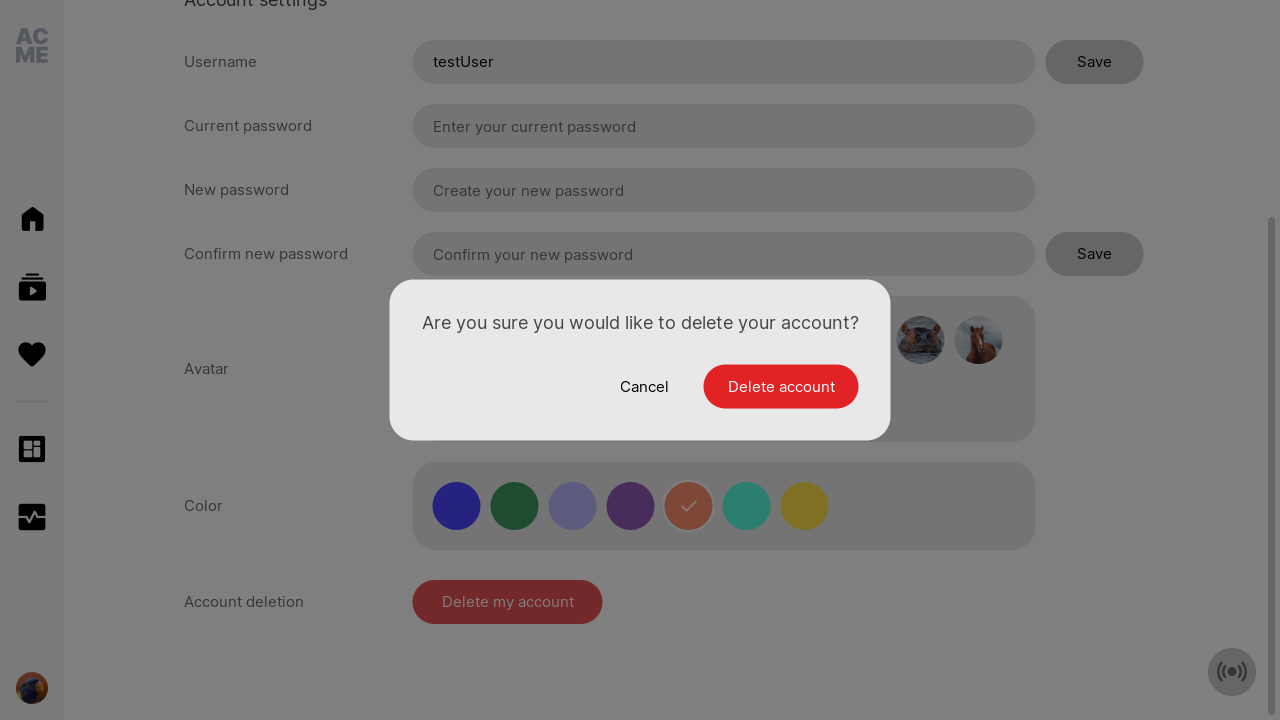 AC
ME
Account settings
Username
testUser
Save
Current password
Enter your current password
New password
Create your new password
Confirm new password
Confirm your new password
Save
Are you sure you would like to delete your account?
Avatar
Cancel
Delete account
Color
Account deletion
Delete my account